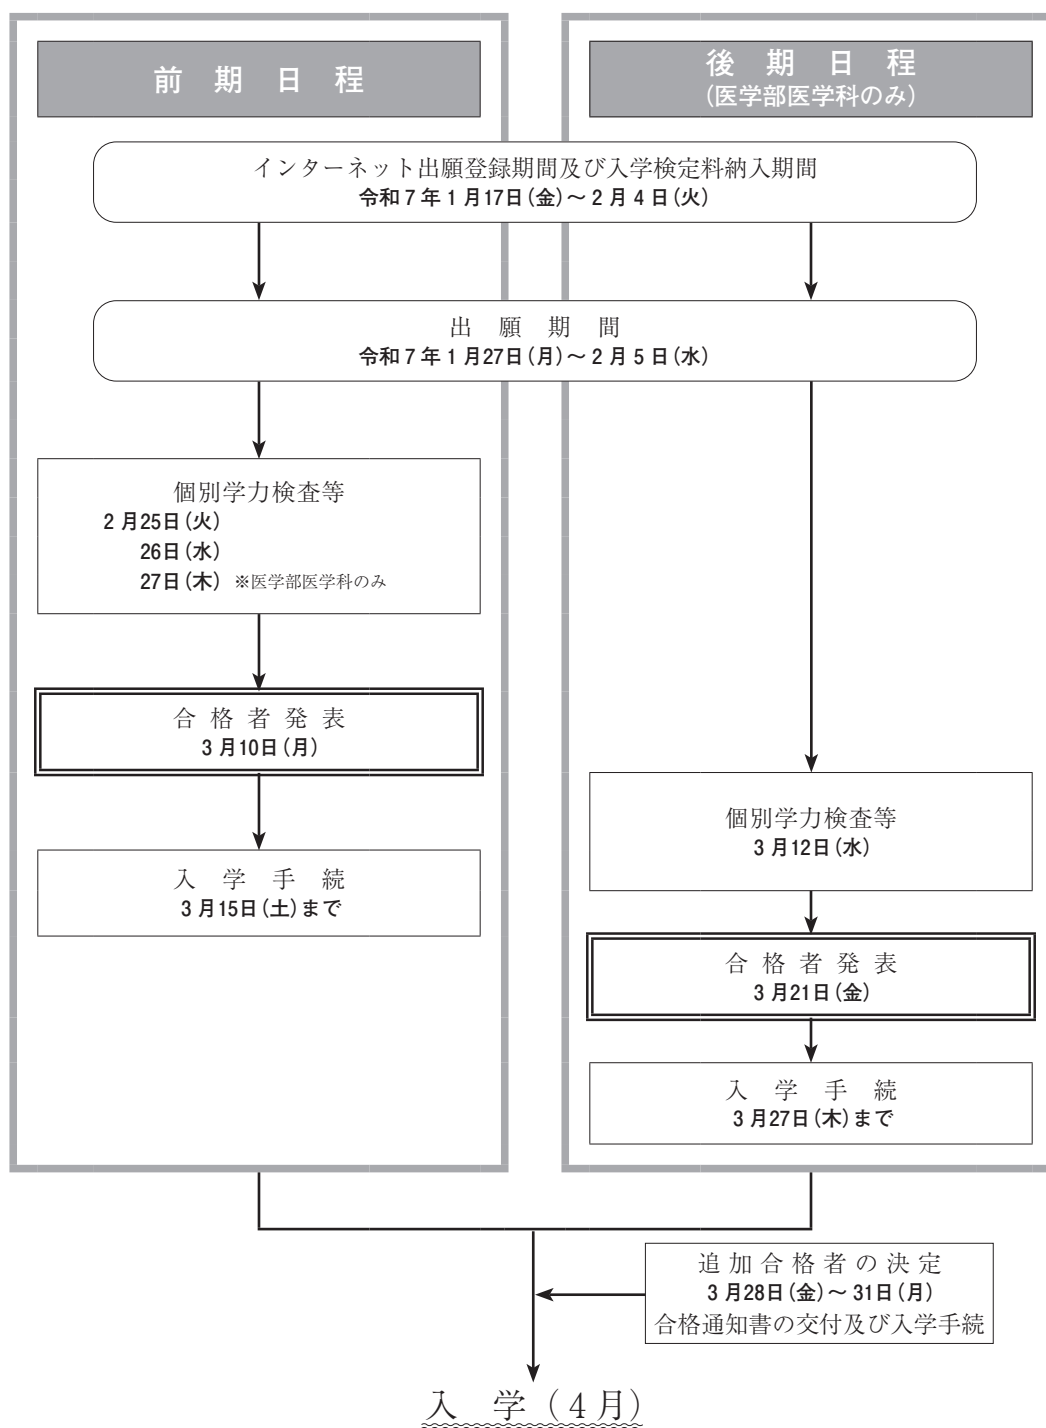 前期日程
後期日程
(医学部医学科のみ)
インターネット出願登録期間及び入学検定料納入期間
令和7年1月17日(金)～2月4日(火)
出願期間
令和7年1月27日(月)～2月5日(水)
個別学力検査等
2月25日(火)
26日(水)
27日(木) ※医学部医学科のみ
合格者発表
3月10日(月)
入学手続
3月15日(土)まで
個別学力検査等
3月12日(水)
合格者発表
3月21日(金)
入学手続
3月27日(木)まで
追加合格者の決定
3月28日(金)～31日(月)
合格通知書の交付及び入学手続
入学(4月)